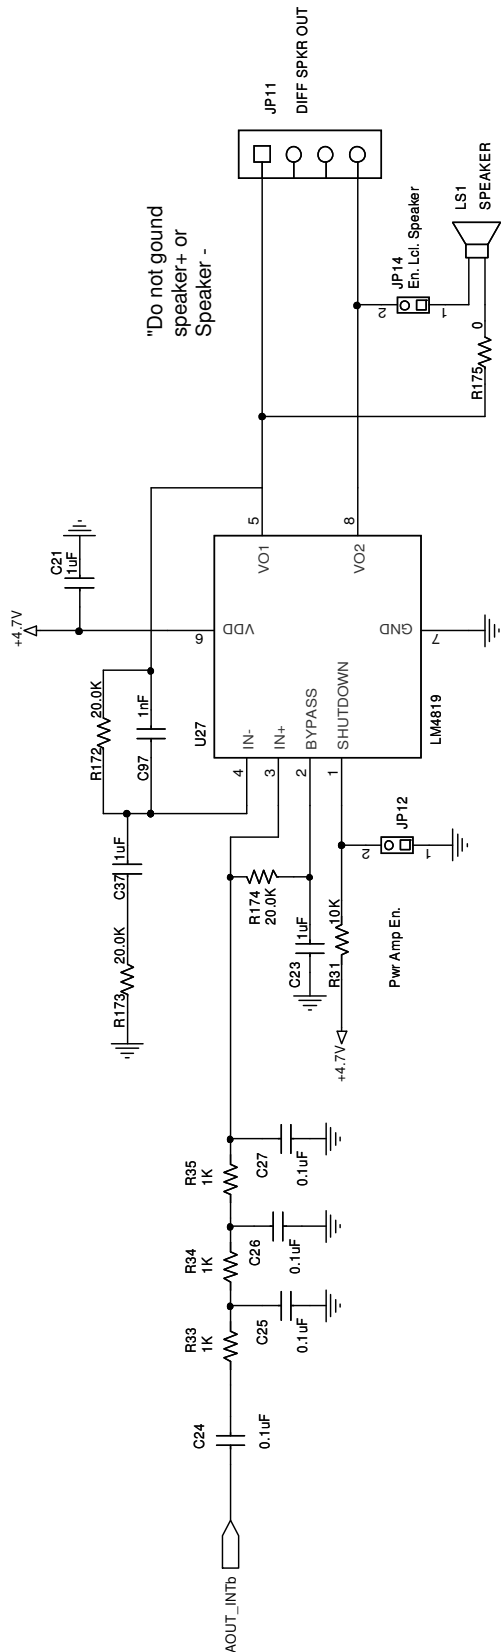 JP11
DIFF SPKR OUT
"Do not gound
speaker+ or
Speaker -
LS1
SPEAKER
JP14
En. Lcl. Speaker
2
1
0
R175
C21
1uF
+4.7V
5
8
VO1
VO2
6
VDD
GND
7
R172
20.0K
C97
1nF
U27
IN-
IN+
BYPASS
SHUTDOWN
LM4819
4
3
2
1
C37
1uF
R173
20.0K
R174
20.0K
C23
1uF
R31
10K
+4.7V
JP12
2
1
Pwr Amp En.
R35
1K
C27
0.1uF
R34
1K
C26
0.1uF
R33
1K
C25
0.1uF
C24
0.1uF
AOUT_INTb